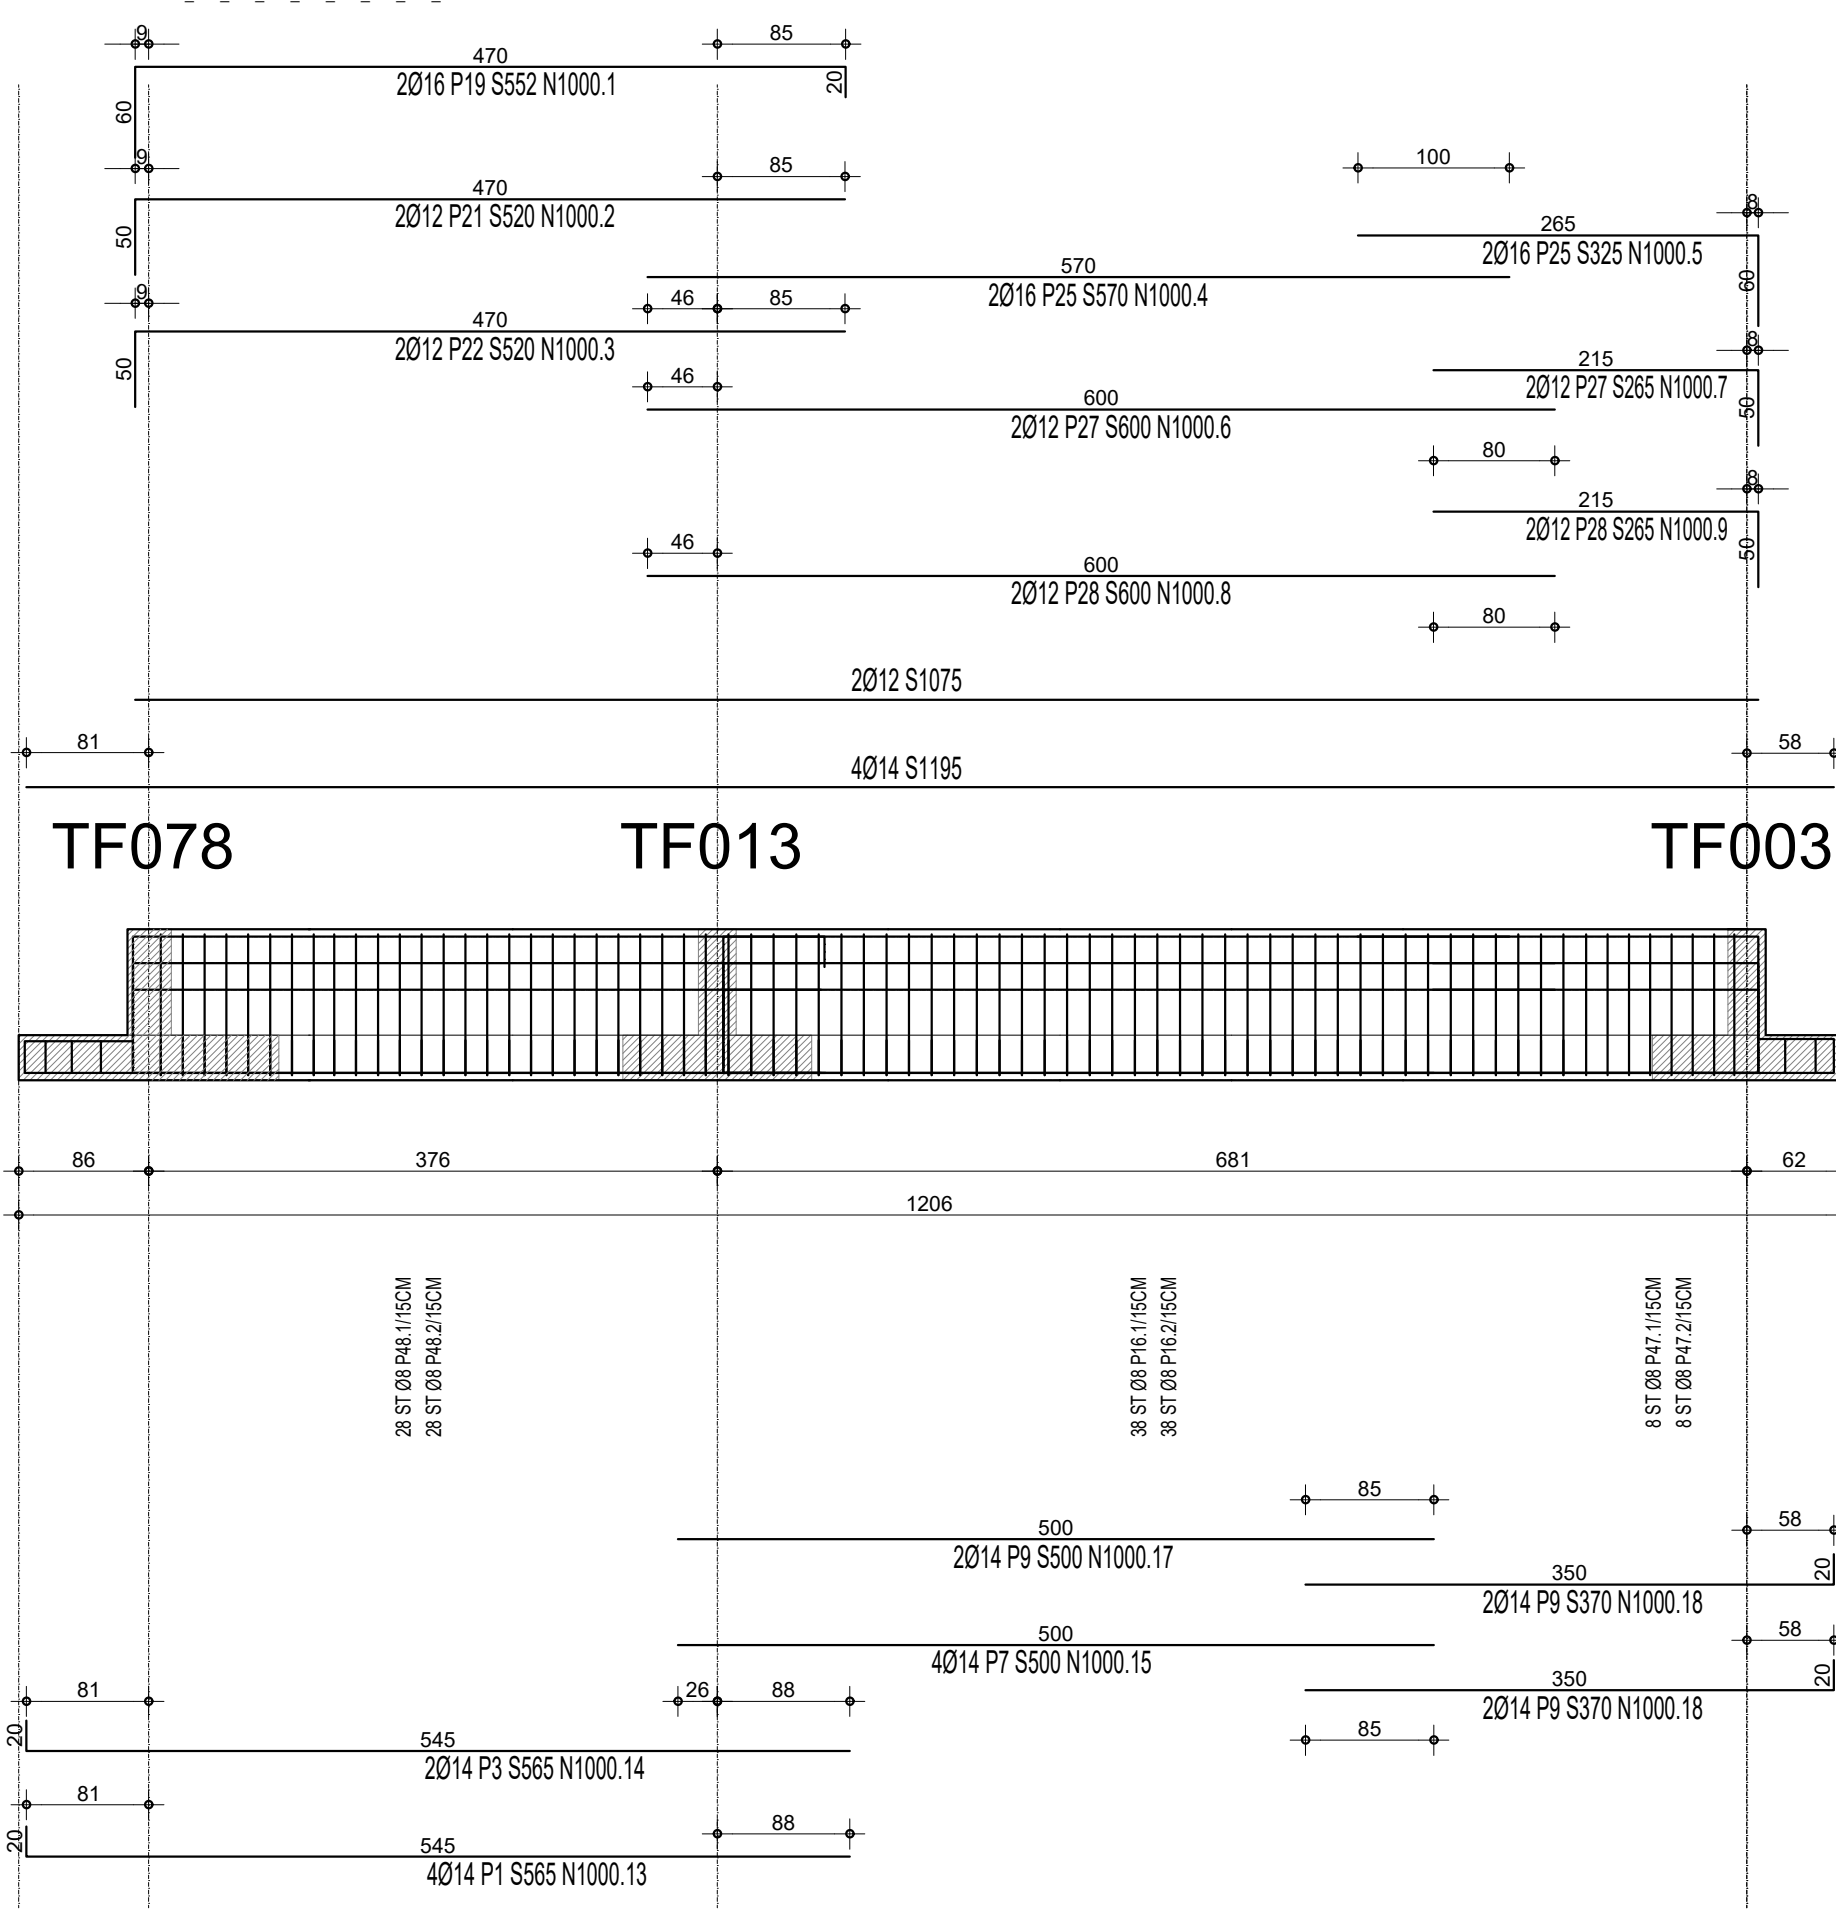 9
85
470
2Ø16 P19 S552 N1000.1
20
60
9
85
100
470
2Ø12 P21 S520 N1000.2
8
265
2Ø16 P25 S325 N1000.5
50
570
2Ø16 P25 S570 N1000.4
60
9
46
85
470
2Ø12 P22 S520 N1000.3
8
215
2Ø12 P27 S265 N1000.7
50
46
600
2Ø12 P27 S600 N1000.6
50
80
8
215
2Ø12 P28 S265 N1000.9
46
50
600
2Ø12 P28 S600 N1000.8
80
2Ø12 S1075
81
58
4Ø14 S1195
TF078
TF013
TF003
86
376
681
62
1206
28 ST Ø8 P48.1/15CM
28 ST Ø8 P48.2/15CM
38 ST Ø8 P16.1/15CM
38 ST Ø8 P16.2/15CM
8 ST Ø8 P47.1/15CM
8 ST Ø8 P47.2/15CM
85
500
58
2Ø14 P9 S500 N1000.17
350
20
2Ø14 P9 S370 N1000.18
500
58
4Ø14 P7 S500 N1000.15
350
20
2Ø14 P9 S370 N1000.18
81
26
88
85
20
545
2Ø14 P3 S565 N1000.14
81
88
20
545
4Ø14 P1 S565 N1000.13